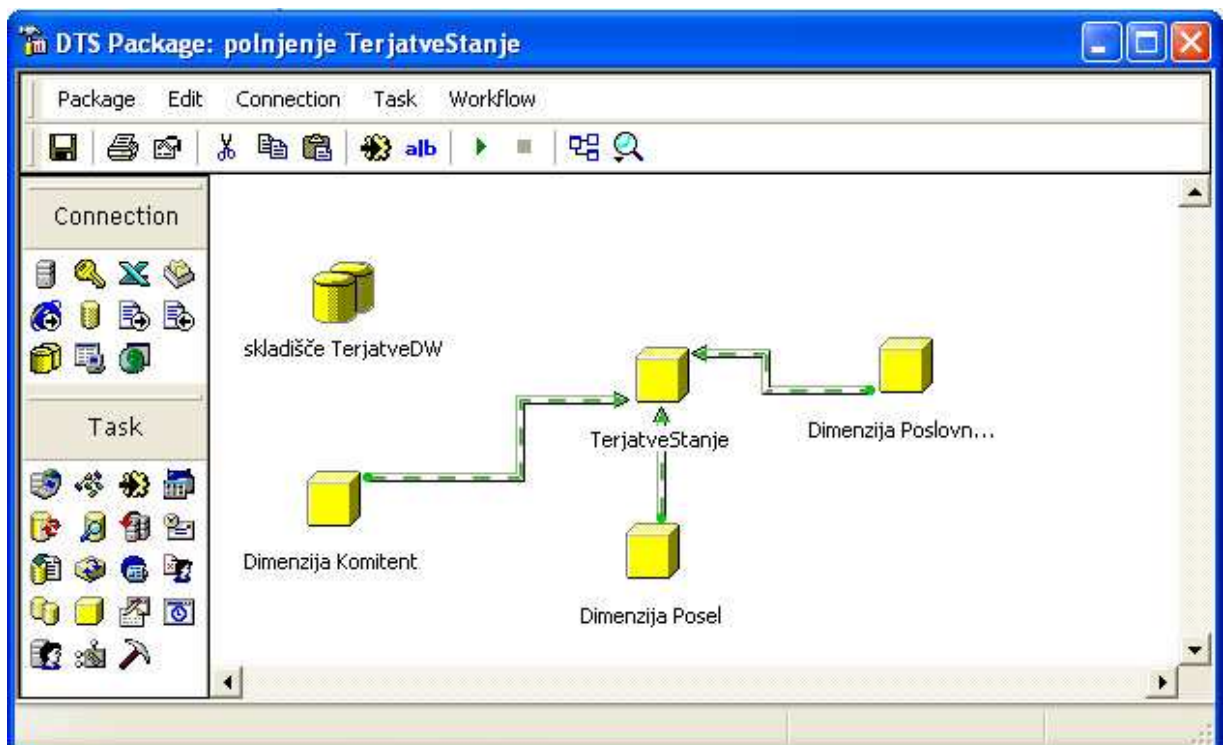 DTS Package: polnjenje TerjatveStanje
Package Edit Connection Task Workflow
a|b
Connection
Task
skladišče TerjatveDW
TerjatveStanje
Dimenzija Poslovn...
Dimenzija Komitent
Dimenzija Posel